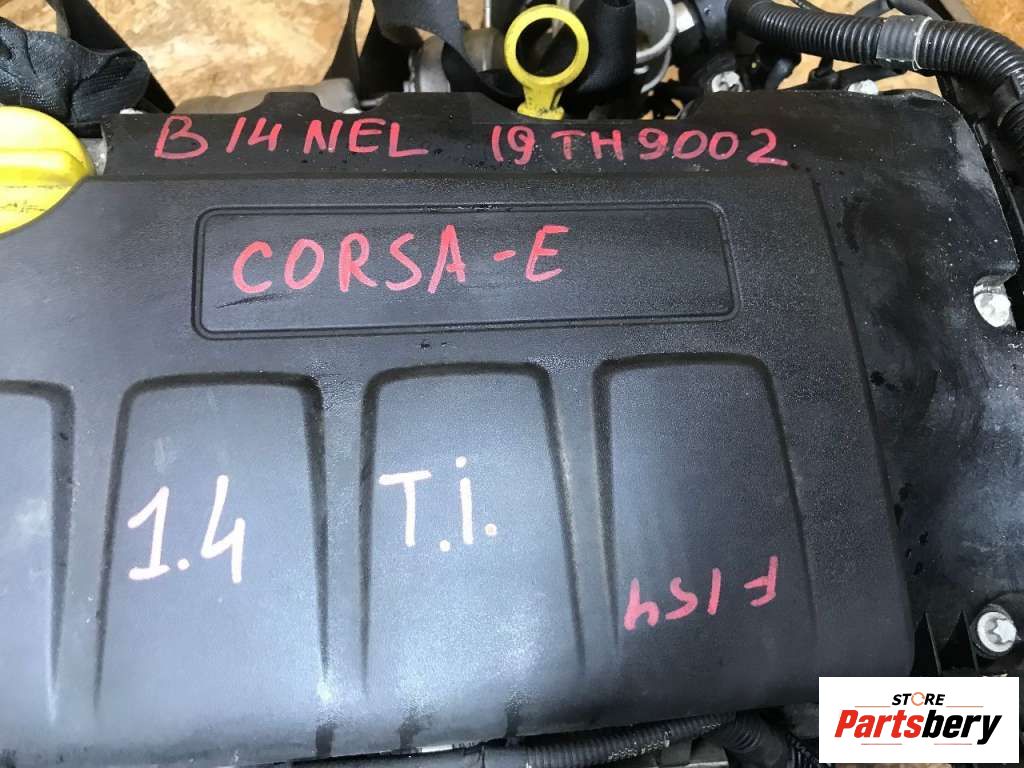 B14NEL 19TH9002
CORSA-E
1.4 T.i.
F154
STORE
Partsbery